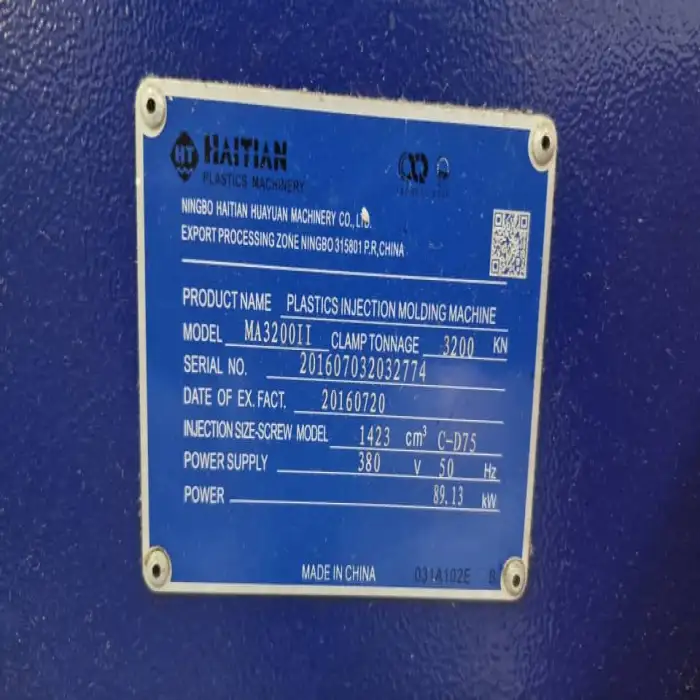 HT HAITIAN
PLASTICS MACHINERY
NINGBO HAITIAN HUAYUAN MACHINERY CO., LTD.
EXPORT PROCESSING ZONE NINGBO 315801 P.R,CHINA
PRODUCT NAME PLASTICS INJECTION MOLDING MACHINE
MODEL MA3200II CLAMP TONNAGE 3200 KN
SERIAL NO. 201607032032774
DATE OF EX. FACT. 20160720
INJECTION SIZE-SCREW MODEL 1423 cm³ C-D75
POWER SUPPLY 380 V 50 Hz
POWER 89.13 kW
MADE IN CHINA 031A102E B